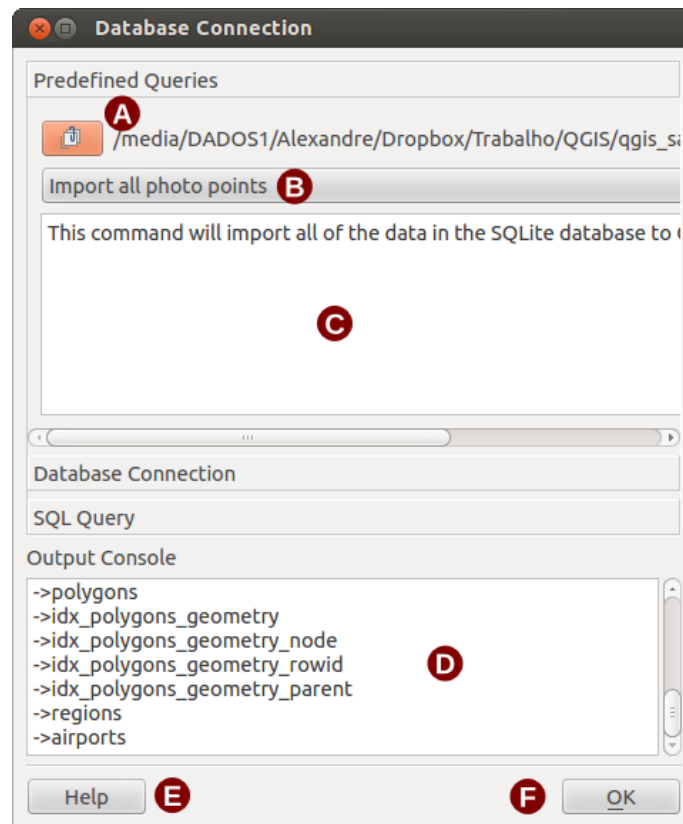 Database Connection
Predefined Queries
A
/media/DADOS1/Alexandre/Dropbox/Trabalho/QGIS/qgis_sa
Import all photo points B
This command will import all of the data in the SQLite database to
C
Database Connection
SQL Query
Output Console
->polygons
->idx_polygons_geometry
->idx_polygons_geometry_node
->idx_polygons_geometry_rowid
->idx_polygons_geometry_parent
->regions
->airports
D
Help E F OK